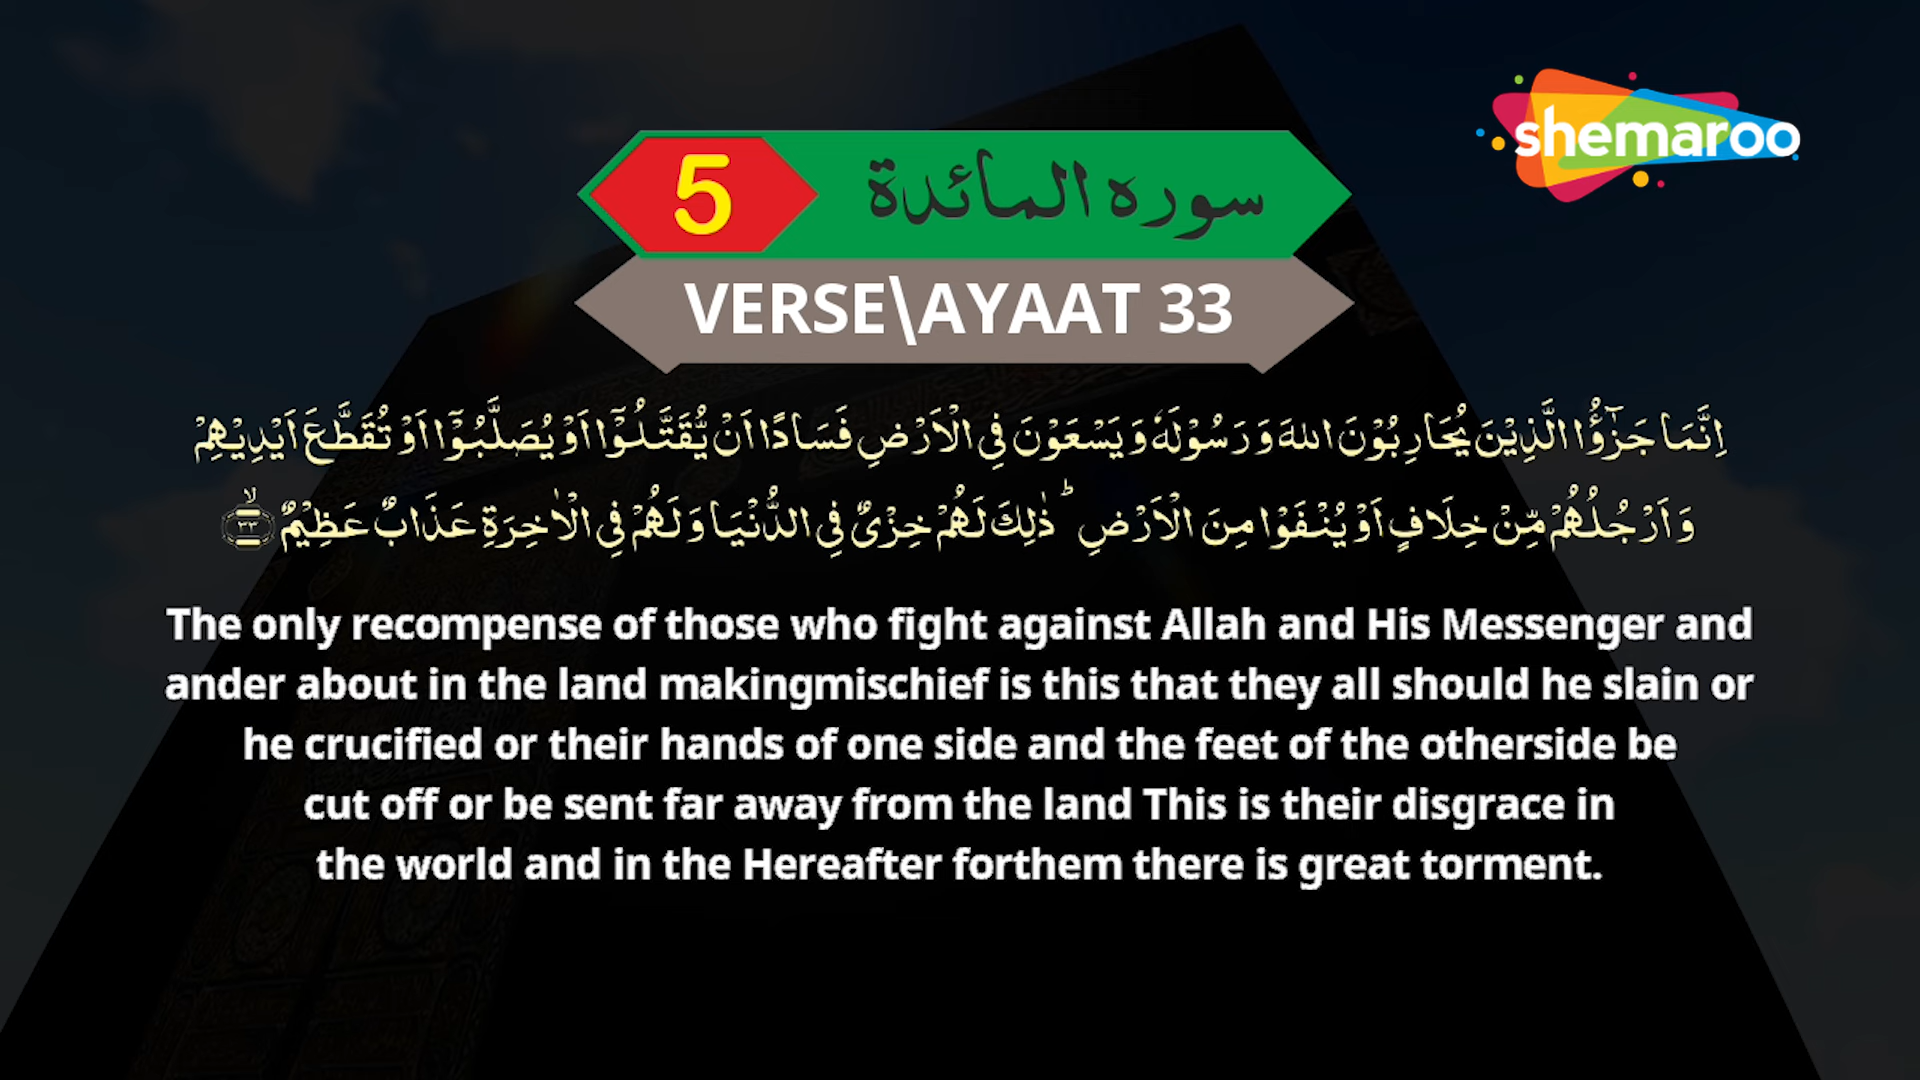 shemaroo
5 سوره المائدة
VERSE\AYAAT 33
اِنَّمَا جَزٰٓؤُا الَّذِيْنَ يُحَارِبُوْنَ اللهَ وَرَسُوْلَهٗ وَيَسْعَوْنَ فِي الْاَرْضِ فَسَادًا اَنْ يُّقَتَّلُوْٓا اَوْ يُصَلَّبُوْٓا اَوْ تُقَطَّعَ اَيْدِيْهِمْ
وَاَرْجُلُهُمْ مِّنْ خِلَافٍ اَوْ يُنْفَوْا مِنَ الْاَرْضِ ؕ ذٰلِكَ لَهُمْ خِزْىٌ فِي الدُّنْيَا وَلَهُمْ فِي الْاٰخِرَةِ عَذَابٌ عَظِيْمٌ ۙ‏﴿٣٣﴾
The only recompense of those who fight against Allah and His Messenger and
ander about in the land makingmischief is this that they all should he slain or
he crucified or their hands of one side and the feet of the otherside be
cut off or be sent far away from the land This is their disgrace in
the world and in the Hereafter forthem there is great torment.